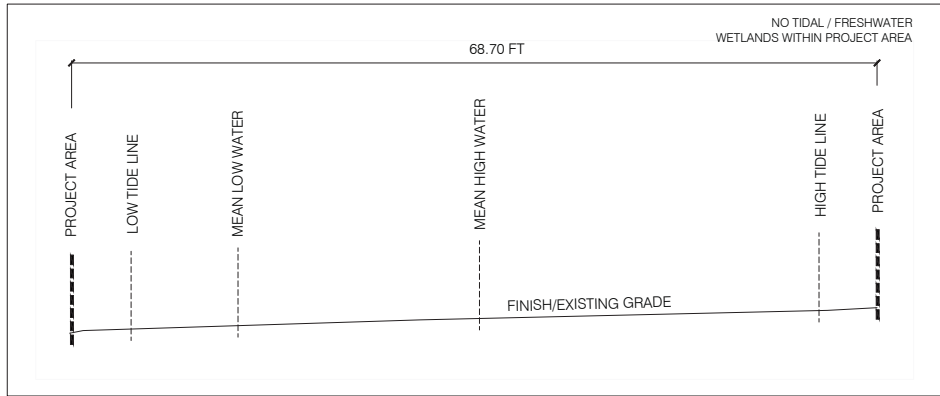 NO TIDAL / FRESHWATER
WETLANDS WITHIN PROJECT AREA
68.70 FT
PROJECT AREA
LOW TIDE LINE
MEAN LOW WATER
MEAN HIGH WATER
HIGH TIDE LINE
PROJECT AREA
FINISH/EXISTING GRADE